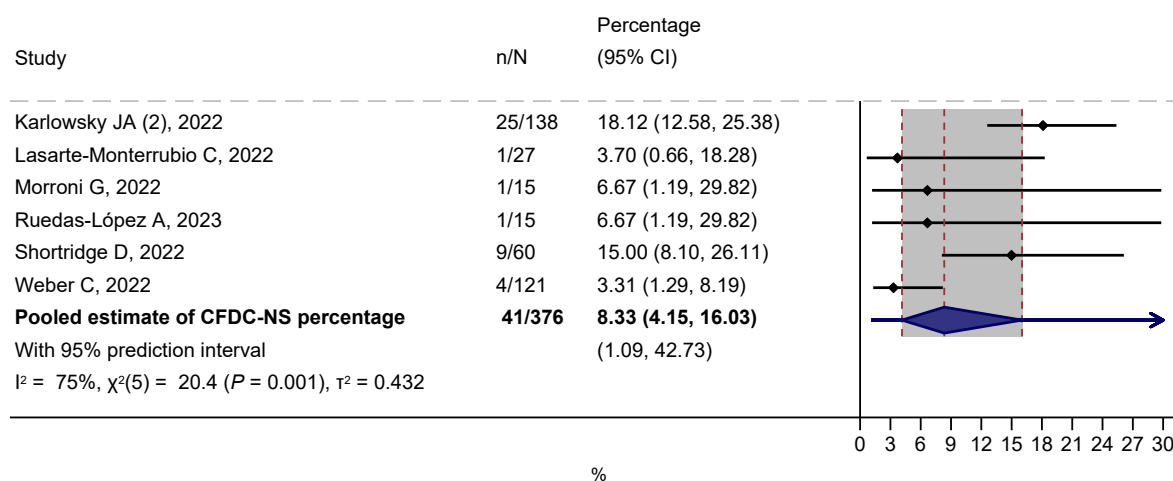 Percentage
Study n/N (95% CI)
Karlowsky JA (2), 2022 25/138 18.12 (12.58, 25.38)
Lasarte-Monterrubio C, 2022 1/27 3.70 (0.66, 18.28)
Morroni G, 2022 1/15 6.67 (1.19, 29.82)
Ruedas-López A, 2023 1/15 6.67 (1.19, 29.82)
Shortridge D, 2022 9/60 15.00 (8.10, 26.11)
Weber C, 2022 4/121 3.31 (1.29, 8.19)
Pooled estimate of CFDC-NS percentage 41/376 8.33 (4.15, 16.03)
With 95% prediction interval (1.09, 42.73)
I² = 75%, χ²(5) = 20.4 (P = 0.001), τ² = 0.432
0 3 6 9 12 15 18 21 24 27 30
%